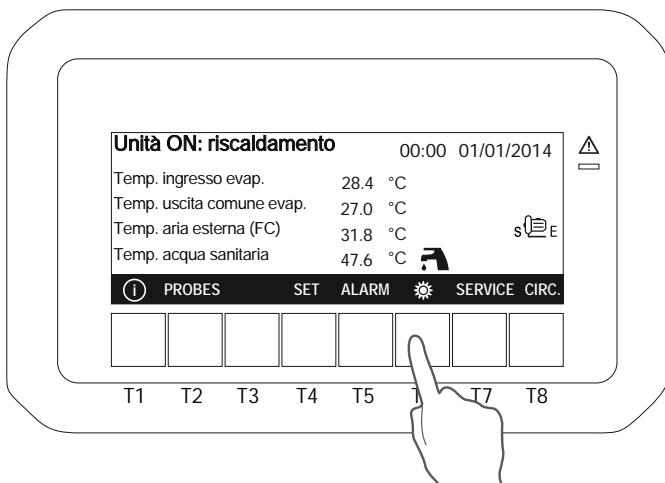 Unità ON: riscaldamento 00:00 01/01/2014
Temp. ingresso evap. 28.4 °C
Temp. uscita comune evap. 27.0 °C
Temp. aria esterna (FC) 31.8 °C
S E
Temp. acqua sanitaria 47.6 °C
i PROBES SET ALARM SERVICE CIRC.
T1 T2 T3 T4 T5 T7 T8